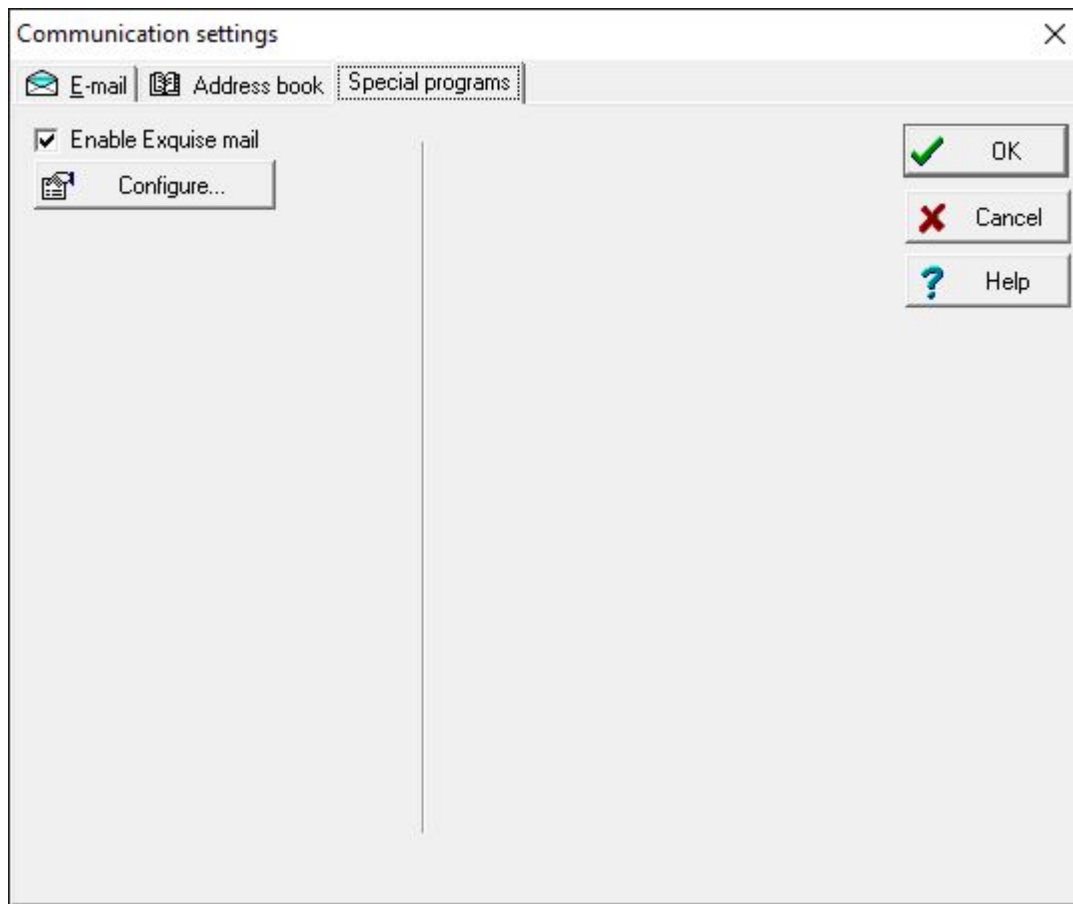 Communication settings
E-mail Address book Special programs
Enable Exquise mail
Configure...
OK
Cancel
Help